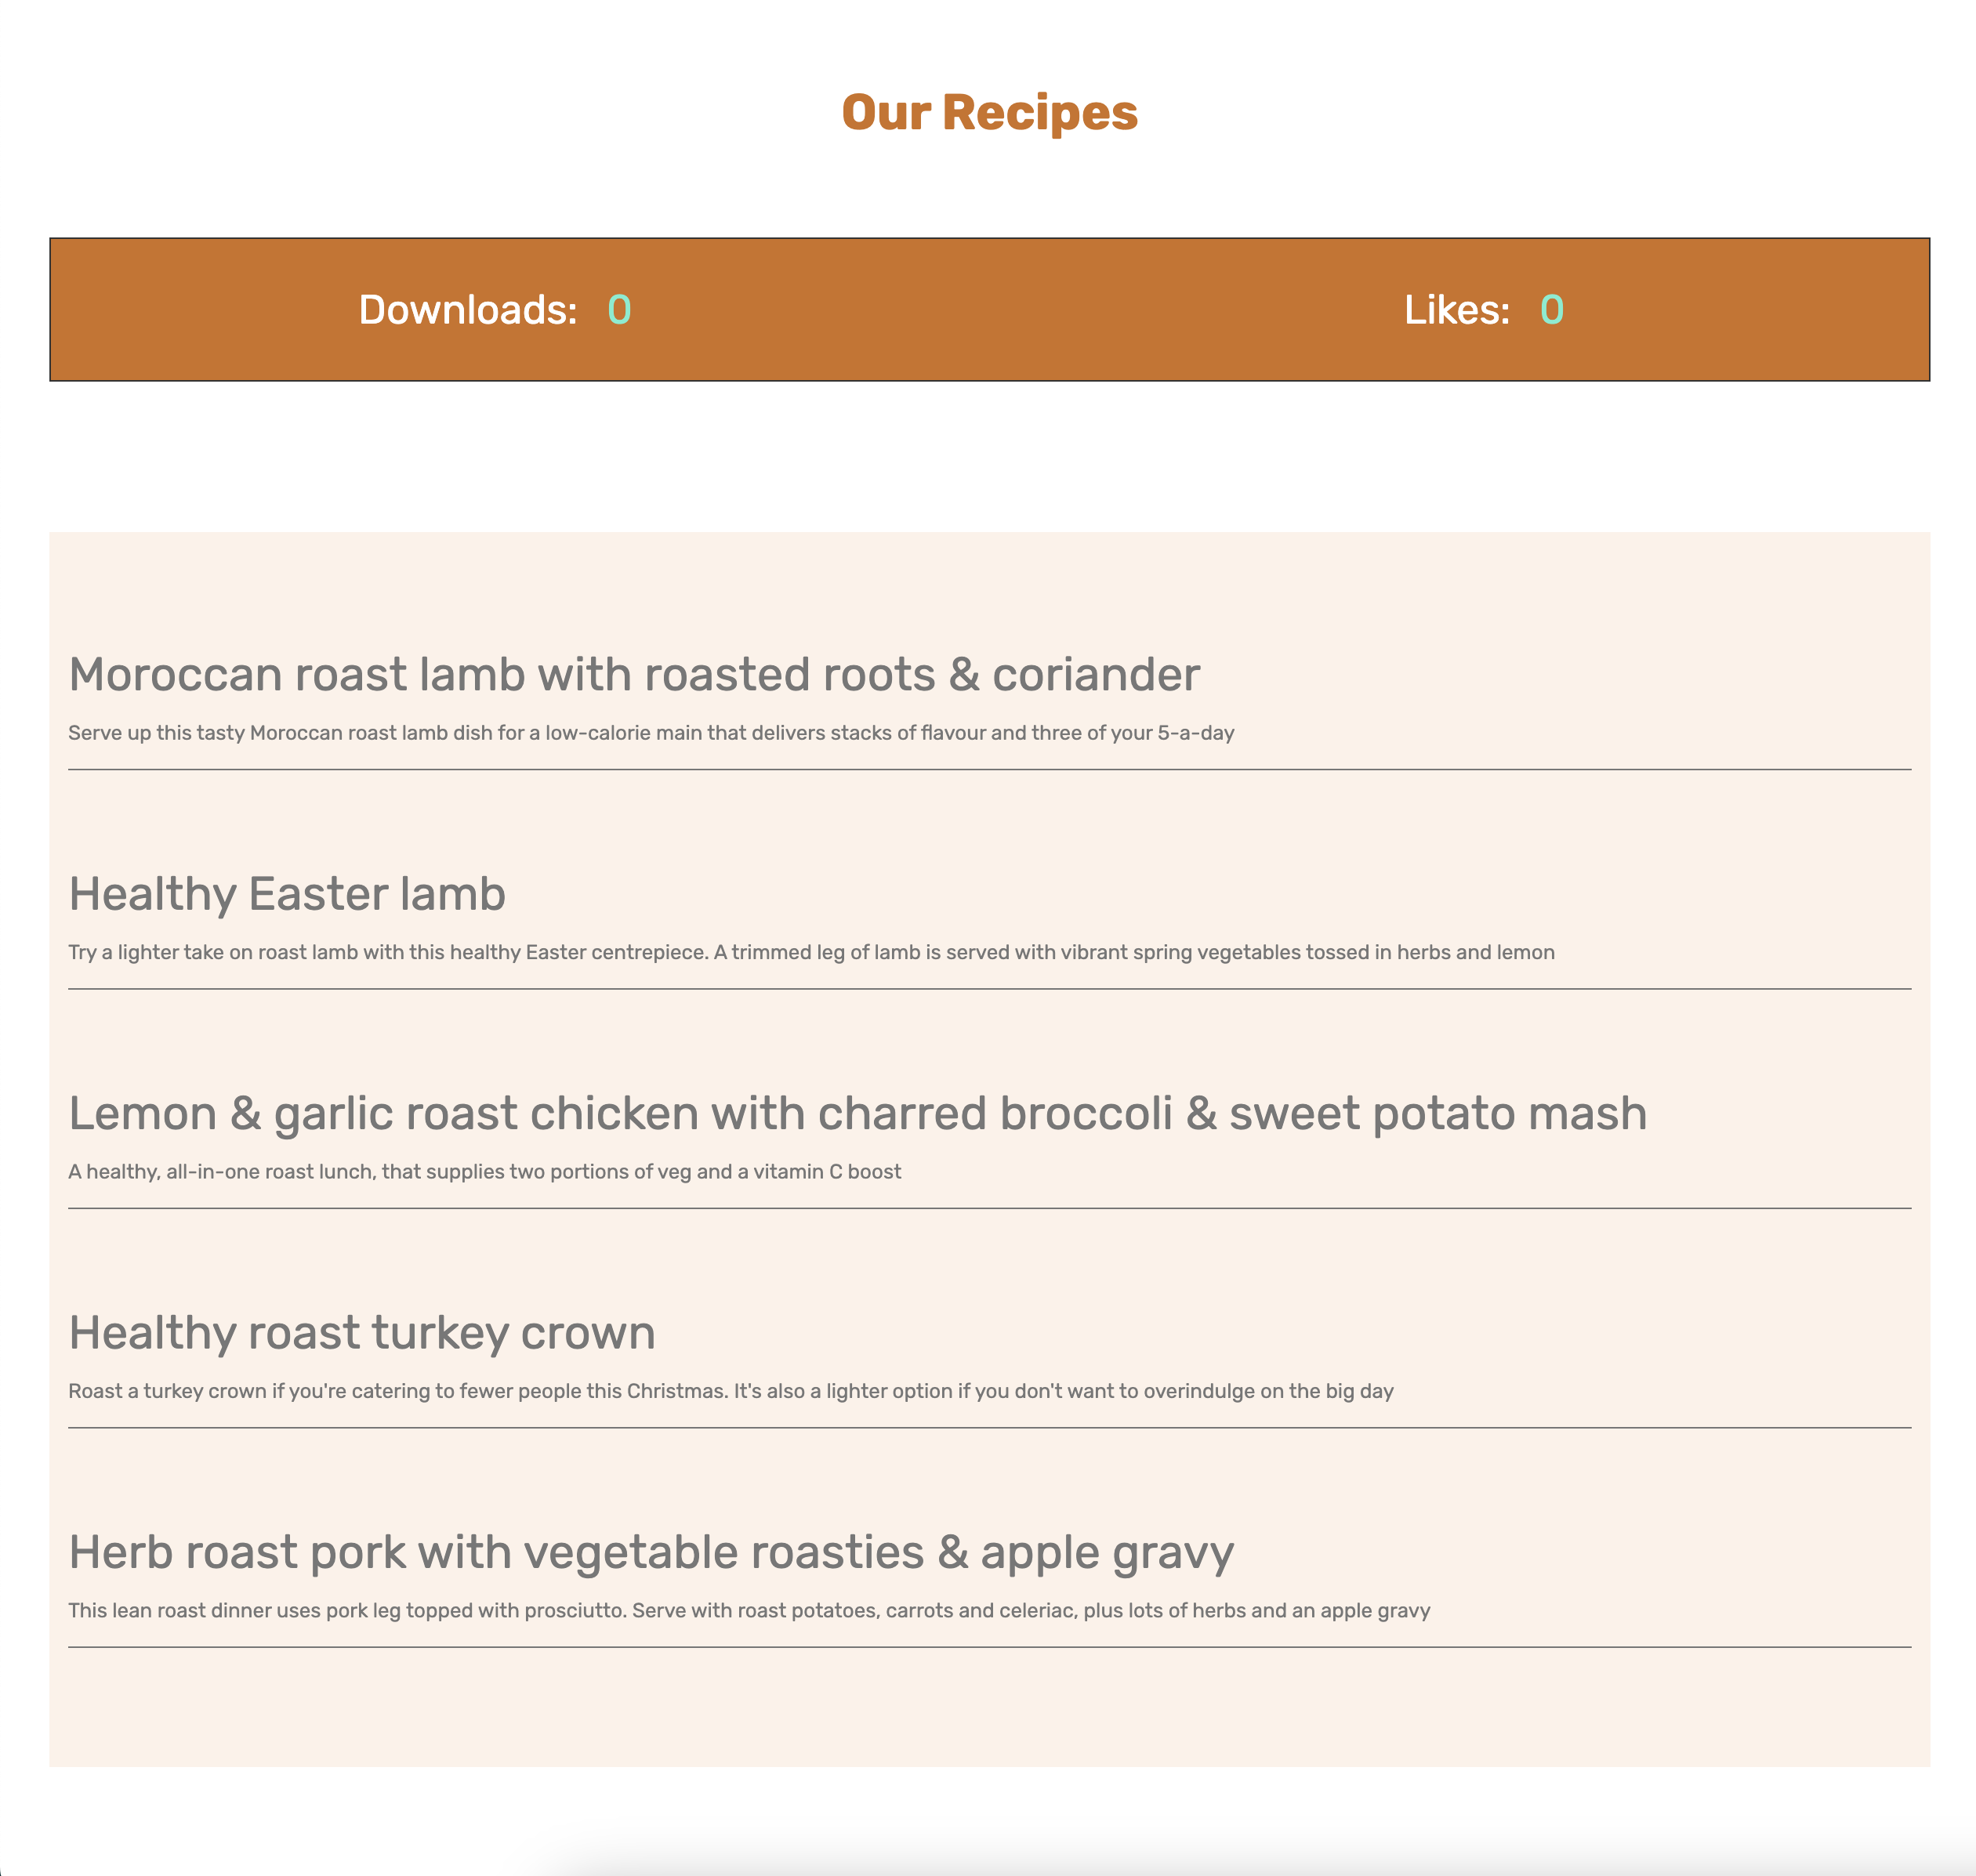 Our Recipes
Downloads: 0 Likes: 0
Moroccan roast lamb with roasted roots & coriander
Serve up this tasty Moroccan roast lamb dish for a low-calorie main that delivers stacks of flavour and three of your 5-a-day
Healthy Easter lamb
Try a lighter take on roast lamb with this healthy Easter centrepiece. A trimmed leg of lamb is served with vibrant spring vegetables tossed in herbs and lemon
Lemon & garlic roast chicken with charred broccoli & sweet potato mash
A healthy, all-in-one roast lunch, that supplies two portions of veg and a vitamin C boost
Healthy roast turkey crown
Roast a turkey crown if you're catering to fewer people this Christmas. It's also a lighter option if you don't want to overindulge on the big day
Herb roast pork with vegetable roasties & apple gravy
This lean roast dinner uses pork leg topped with prosciutto. Serve with roast potatoes, carrots and celeriac, plus lots of herbs and an apple gravy